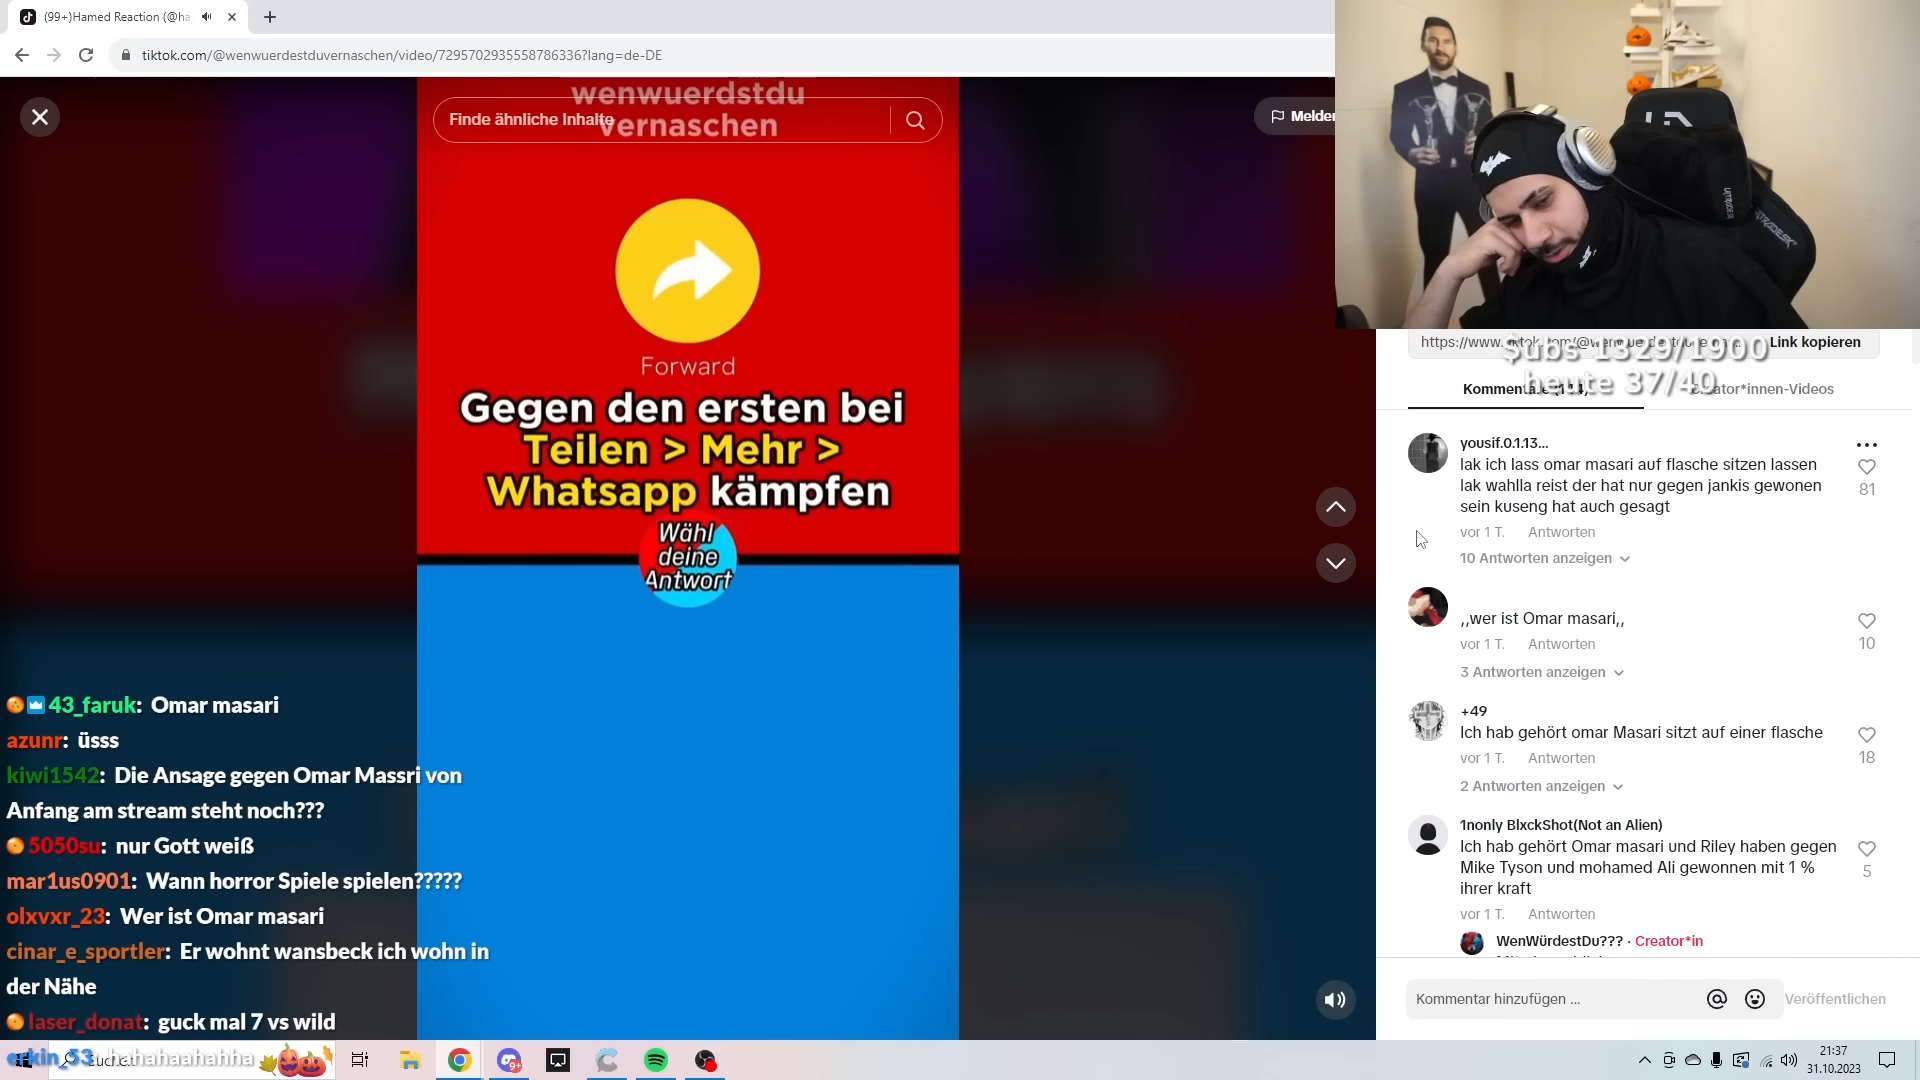 (99+)Hamed Reaction (@ha
tiktok.com/@wenwuerdestduvernaschen/video/7295702935558786336?lang=de-DE
wenwuerdstdu
vernaschen
Finde ähnliche Inhalte
Melden
Forward
Gegen den ersten bei
Teilen > Mehr >
Whatsapp kämpfen
Wähl
deine
Antwort
43_faruk: Omar masari
azunr: üsss
kiwi1542: Die Ansage gegen Omar Massri von
Anfang am stream steht noch???
5050su: nur Gott weiß
mar1us0901: Wann horror Spiele spielen?????
olxvxr_23: Wer ist Omar masari
cinar_e_sportler: Er wohnt wansbeck ich wohn in
der Nähe
laser_donat: guck mal 7 vs wild
erkin_53: hahahaahahha
$ubs 1329/1900
heute 37/40
Link kopieren
Creator*innen-Videos
yousif.0.1.13...
lak ich lass omar masari auf flasche sitzen lassen
lak wahlla reist der hat nur gegen jankis gewonen
sein kuseng hat auch gesagt
81
vor 1 T. Antworten
10 Antworten anzeigen
,,wer ist Omar masari,,
10
vor 1 T. Antworten
3 Antworten anzeigen
+49
Ich hab gehört omar Masari sitzt auf einer flasche
18
vor 1 T. Antworten
2 Antworten anzeigen
1nonly BlxckShot(Not an Alien)
Ich hab gehört Omar masari und Riley haben gegen
Mike Tyson und mohamed Ali gewonnen mit 1 %
ihrer kraft
5
vor 1 T. Antworten
WenWürdestDu??? · Creator*in
Kommentar hinzufügen ...
Veröffentlichen
9+
21:37
31.10.2023